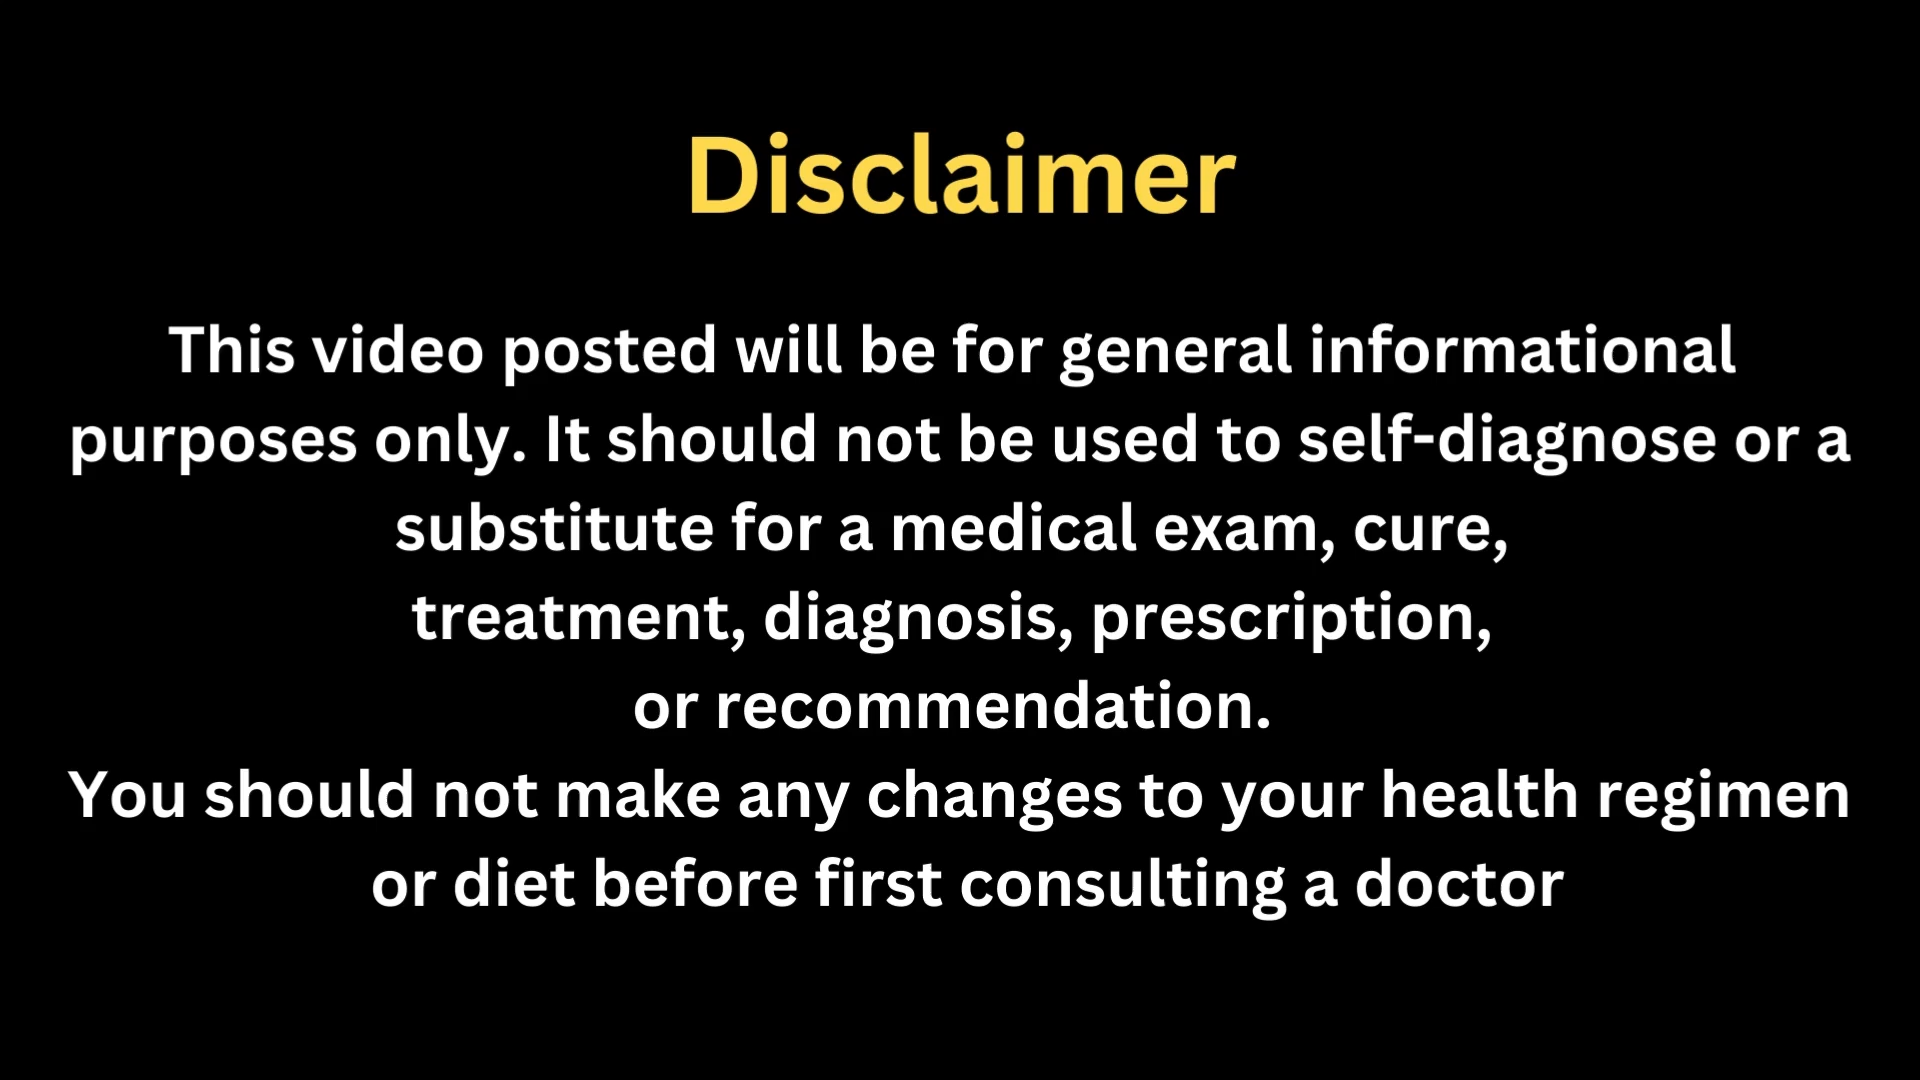 Disclaimer
This video posted will be for general informational
purposes only. It should not be used to self-diagnose or a
substitute for a medical exam, cure,
treatment, diagnosis, prescription,
or recommendation.
You should not make any changes to your health regimen
or diet before first consulting a doctor